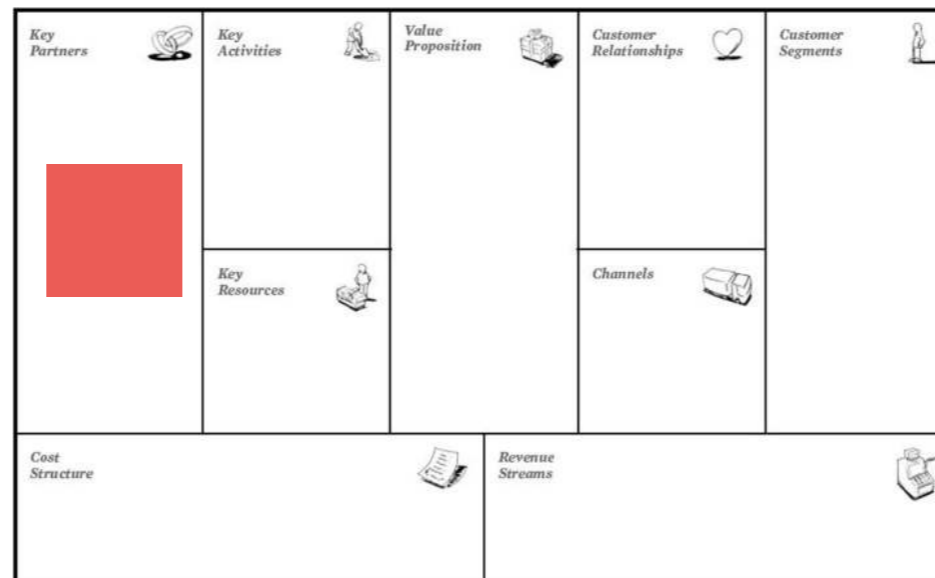 Key
Partners
Key
Activities
Value
Proposition
Customer
Relationships
Customer
Segments
Key
Resources
Channels
Cost
Structure
Revenue
Streams